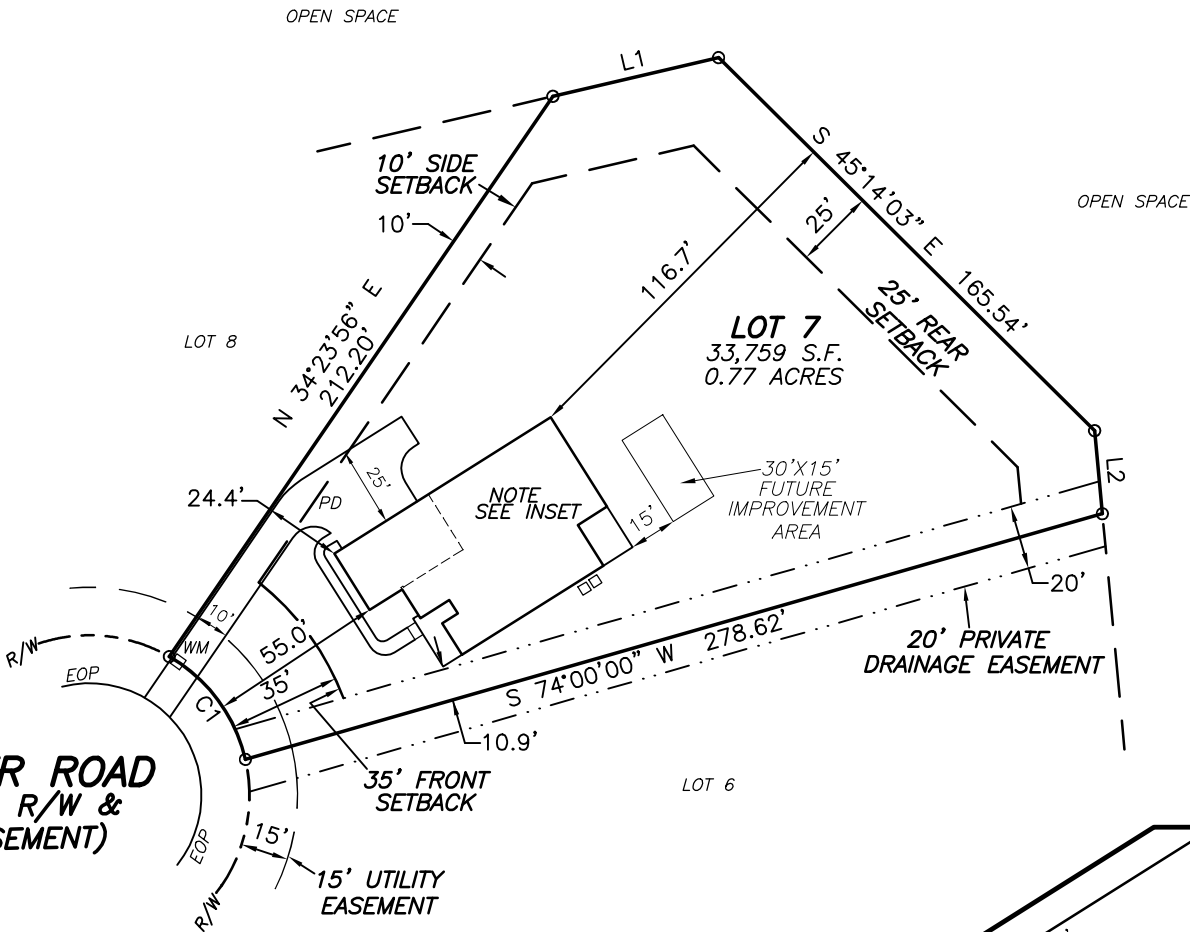 OPEN SPACE
L1
10' SIDE
SETBACK
10'
S 45°14'03" E 165.54'
OPEN SPACE
25'
116.7'
25' REAR
SETBACK
LOT 7
33,759 S.F.
0.77 ACRES
LOT 8
N 34°23'56" E
212.20'
L2
25'
24.4'
PD
NOTE
SEE INSET
30'X15'
FUTURE
IMPROVEMENT
AREA
15'
20'
10'
WM
55.0'
35'
R/W
EOP
C1
20' PRIVATE
DRAINAGE EASEMENT
S 74°00'00" W 278.62'
10.9'
35' FRONT
SETBACK
LOT 6
R ROAD
R/W &
SEMENT)
EOP
15'
15' UTILITY
EASEMENT
R/W